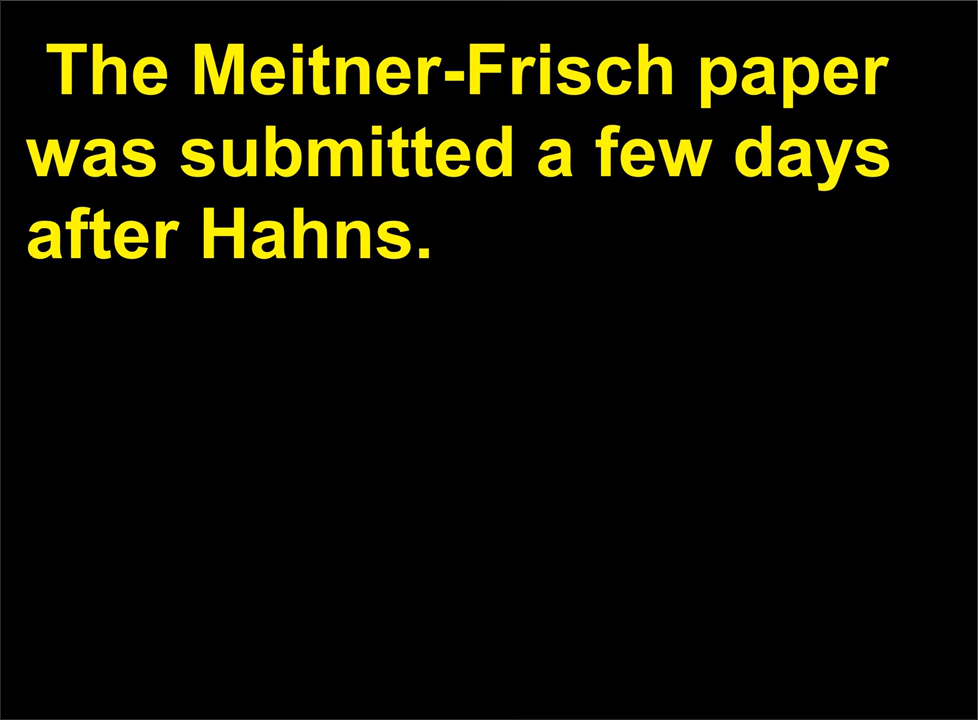 The Meitner-Frisch paper
was submitted a few days
after Hahns.